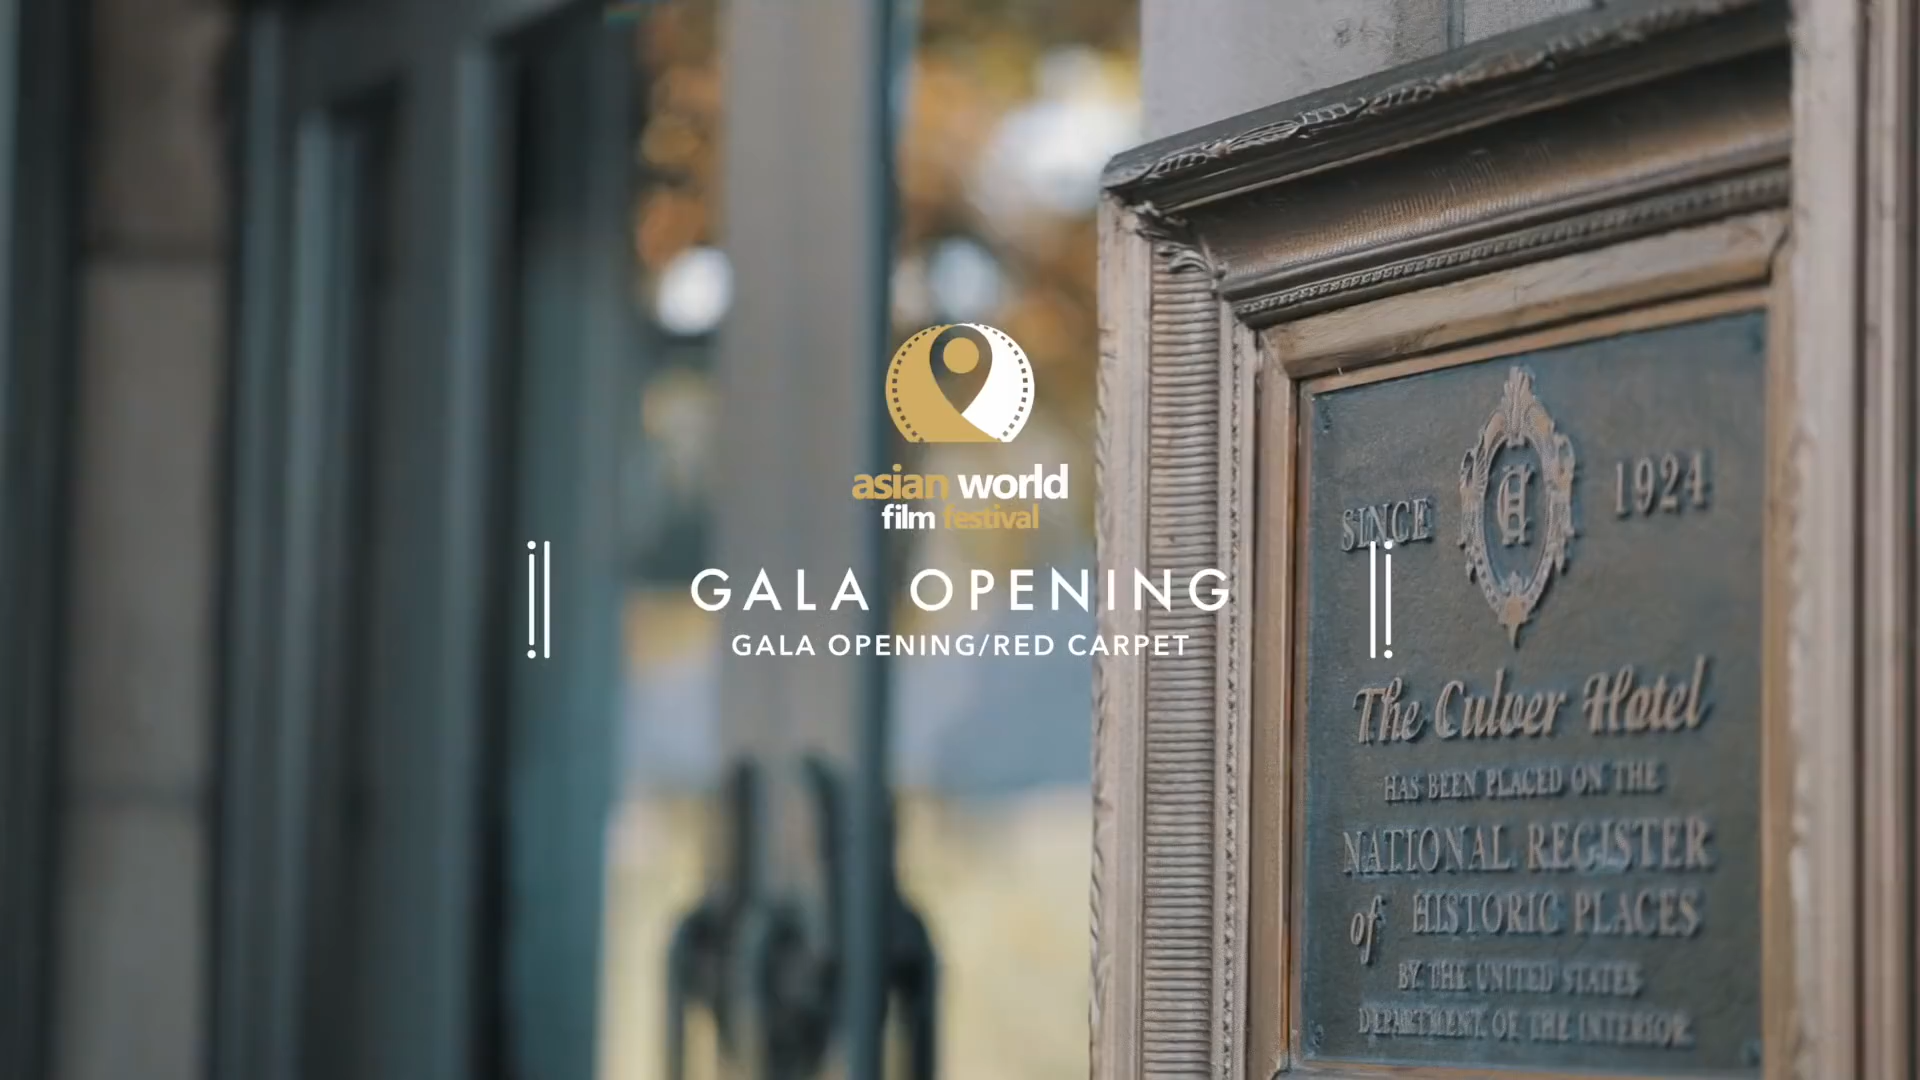 asian world
film festival
GALA OPENING
GALA OPENING/RED CARPET
SINCE 1924
The Culver Hotel
HAS BEEN PLACED ON THE
NATIONAL REGISTER
of HISTORIC PLACES
BY THE UNITED STATES
DEPARTMENT OF THE INTERIOR